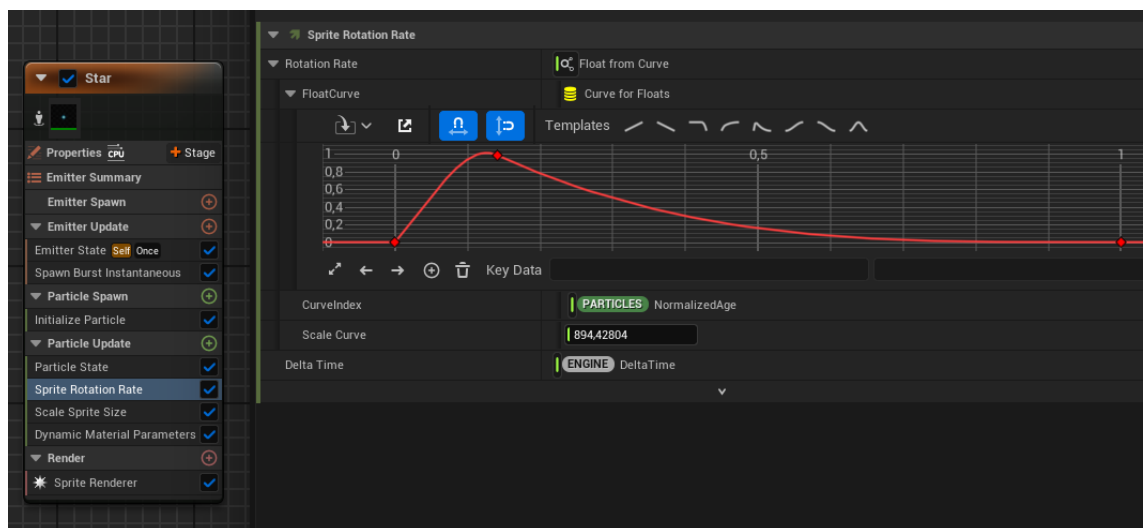 Star
Properties CPU + Stage
Emitter Summary
Emitter Spawn
Emitter Update
Emitter State Self Once
Spawn Burst Instantaneous
Particle Spawn
Initialize Particle
Particle Update
Particle State
Sprite Rotation Rate
Scale Sprite Size
Dynamic Material Parameters
Render
Sprite Renderer
Sprite Rotation Rate
Rotation Rate Float from Curve
FloatCurve Curve for Floats
Templates
1 0 0,5 1
0,8
0,6
0,4
0,2
0
Key Data
CurveIndex PARTICLES NormalizedAge
Scale Curve 894,42804
Delta Time ENGINE DeltaTime